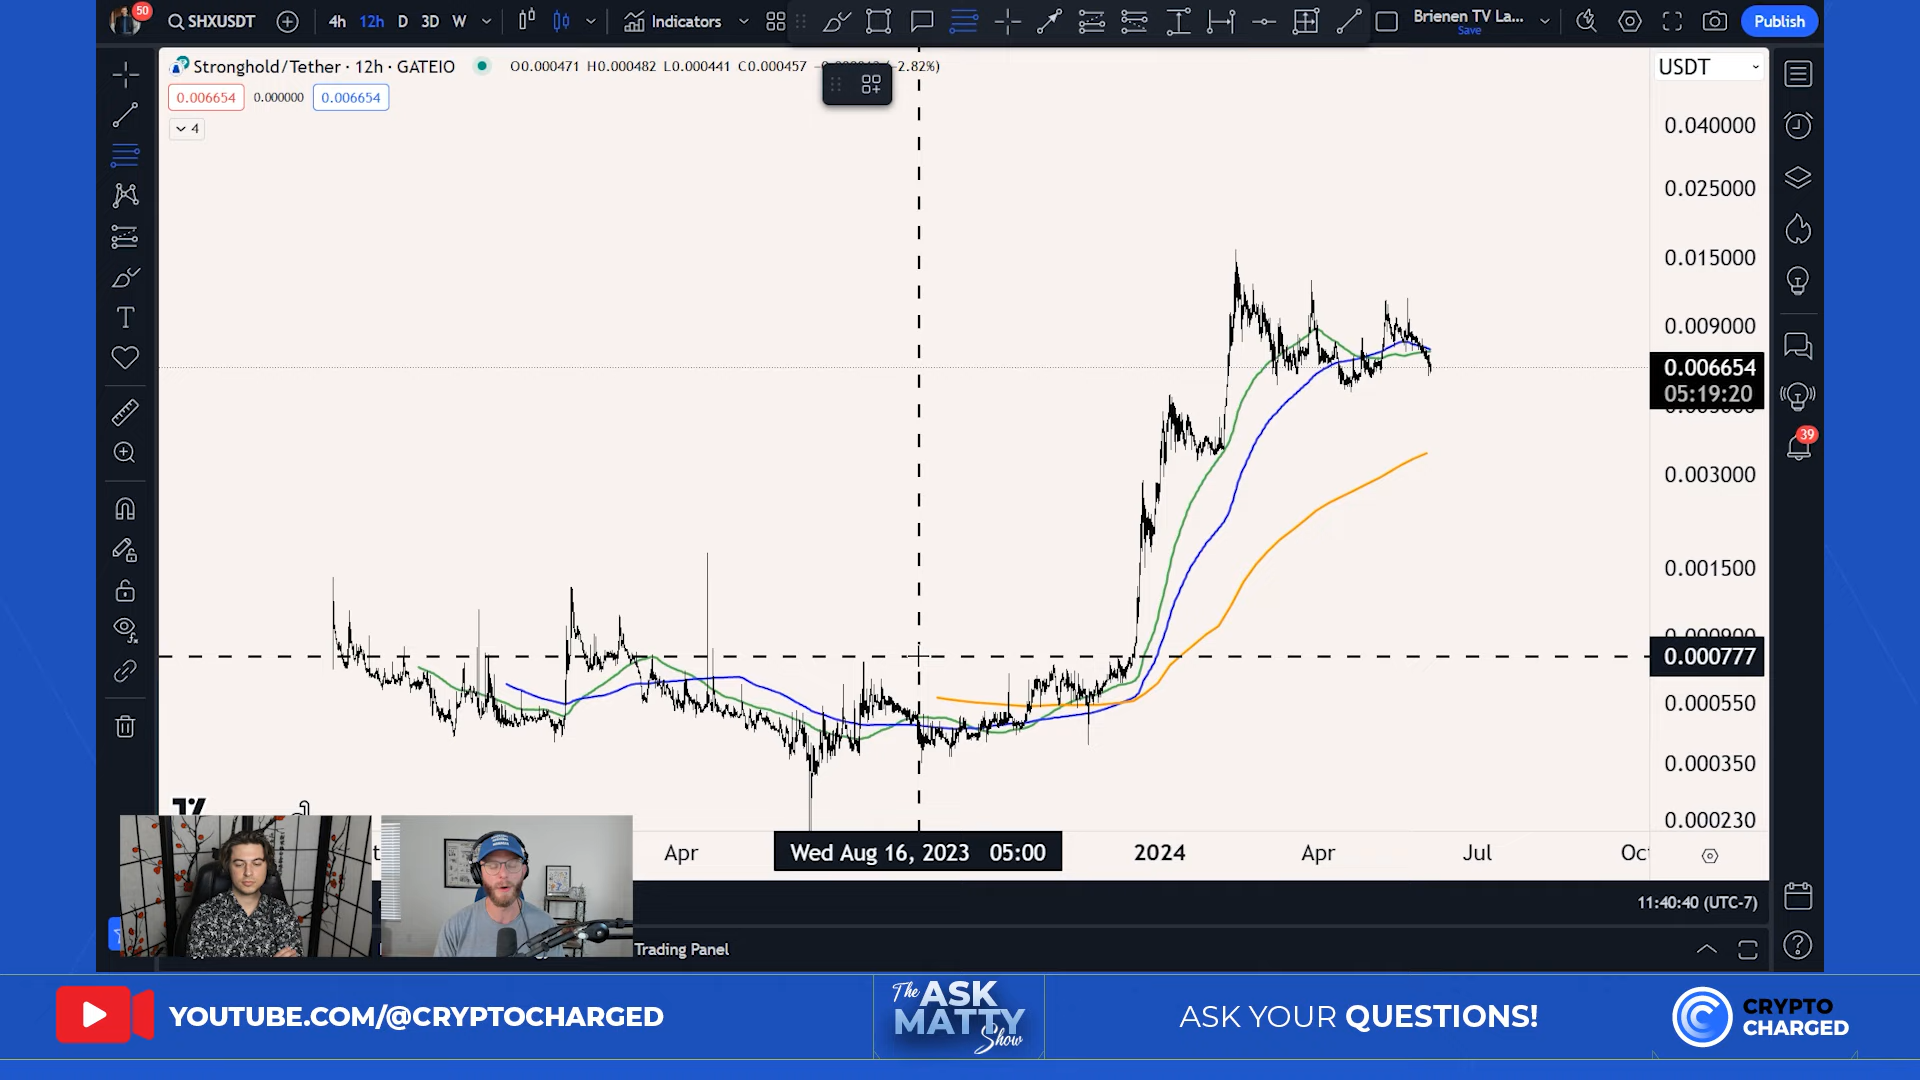 50
SHXUSDT
4h 12h D 3D W
Indicators
Brienen TV La...
Save
Publish
Stronghold/Tether · 12h · GATEIO
O0.000471 H0.000482 L0.000441 C0.000457
2.82%)
USDT
0.006654 0.000000 0.006654
4
0.040000
0.025000
0.015000
0.009000
0.006654
05:19:20
39
0.003000
0.001500
0.000777
0.000550
0.000350
0.000230
Apr
Wed Aug 16, 2023 05:00
2024
Apr
Jul
Oc
11:40:40 (UTC-7)
Trading Panel
YOUTUBE.COM/@CRYPTOCHARGED
The ASK
MATTY
Show
ASK YOUR QUESTIONS!
CRYPTO
CHARGED